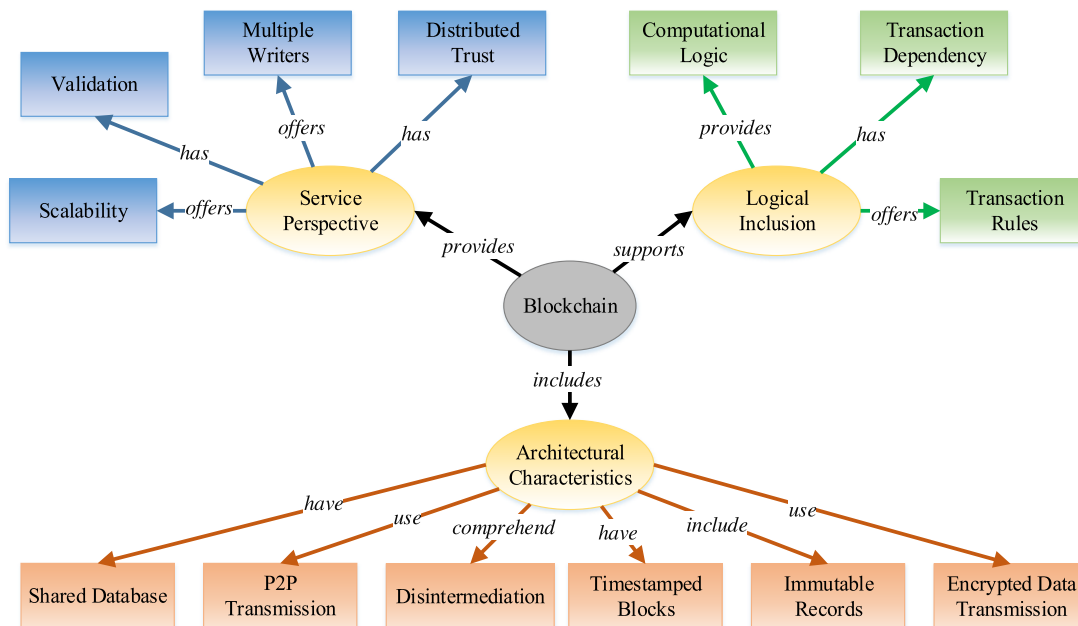 Multiple
Writers
Distributed
Trust
Computational
Logic
Transaction
Dependency
Validation
offers
has
provides
has
has
Scalability
offers
Service
Perspective
Logical
Inclusion
offers
Transaction
Rules
provides
supports
Blockchain
includes
Architectural
Characteristics
have
use
comprehend
have
include
use
Shared Database
P2P
Transmission
Disintermediation
Timestamped
Blocks
Immutable
Records
Encrypted Data
Transmission